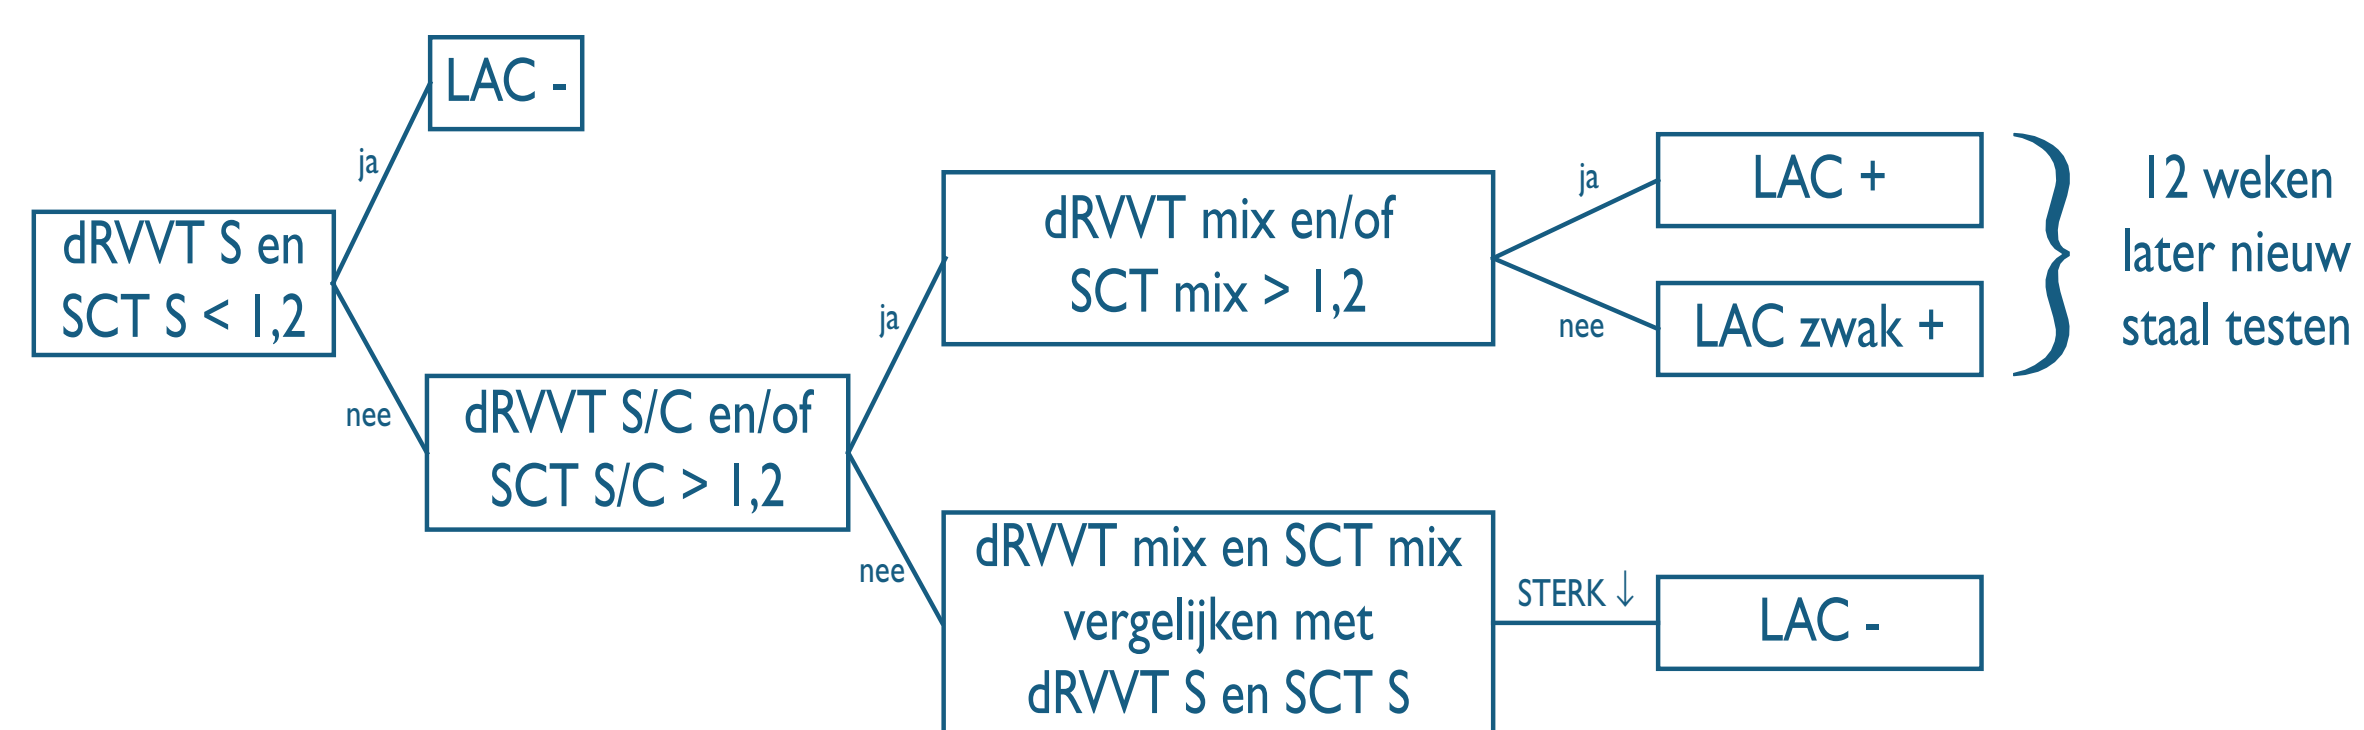 LAC -
ja
dRVVT S en
SCT S < 1,2
nee
dRVVT S/C en/of
SCT S/C > 1,2
ja
dRVVT mix en/of
SCT mix > 1,2
ja
LAC +
nee
LAC zwak +
12 weken
later nieuw
staal testen
nee
dRVVT mix en SCT mix
vergelijken met
dRVVT S en SCT S
STERK ↓
LAC -